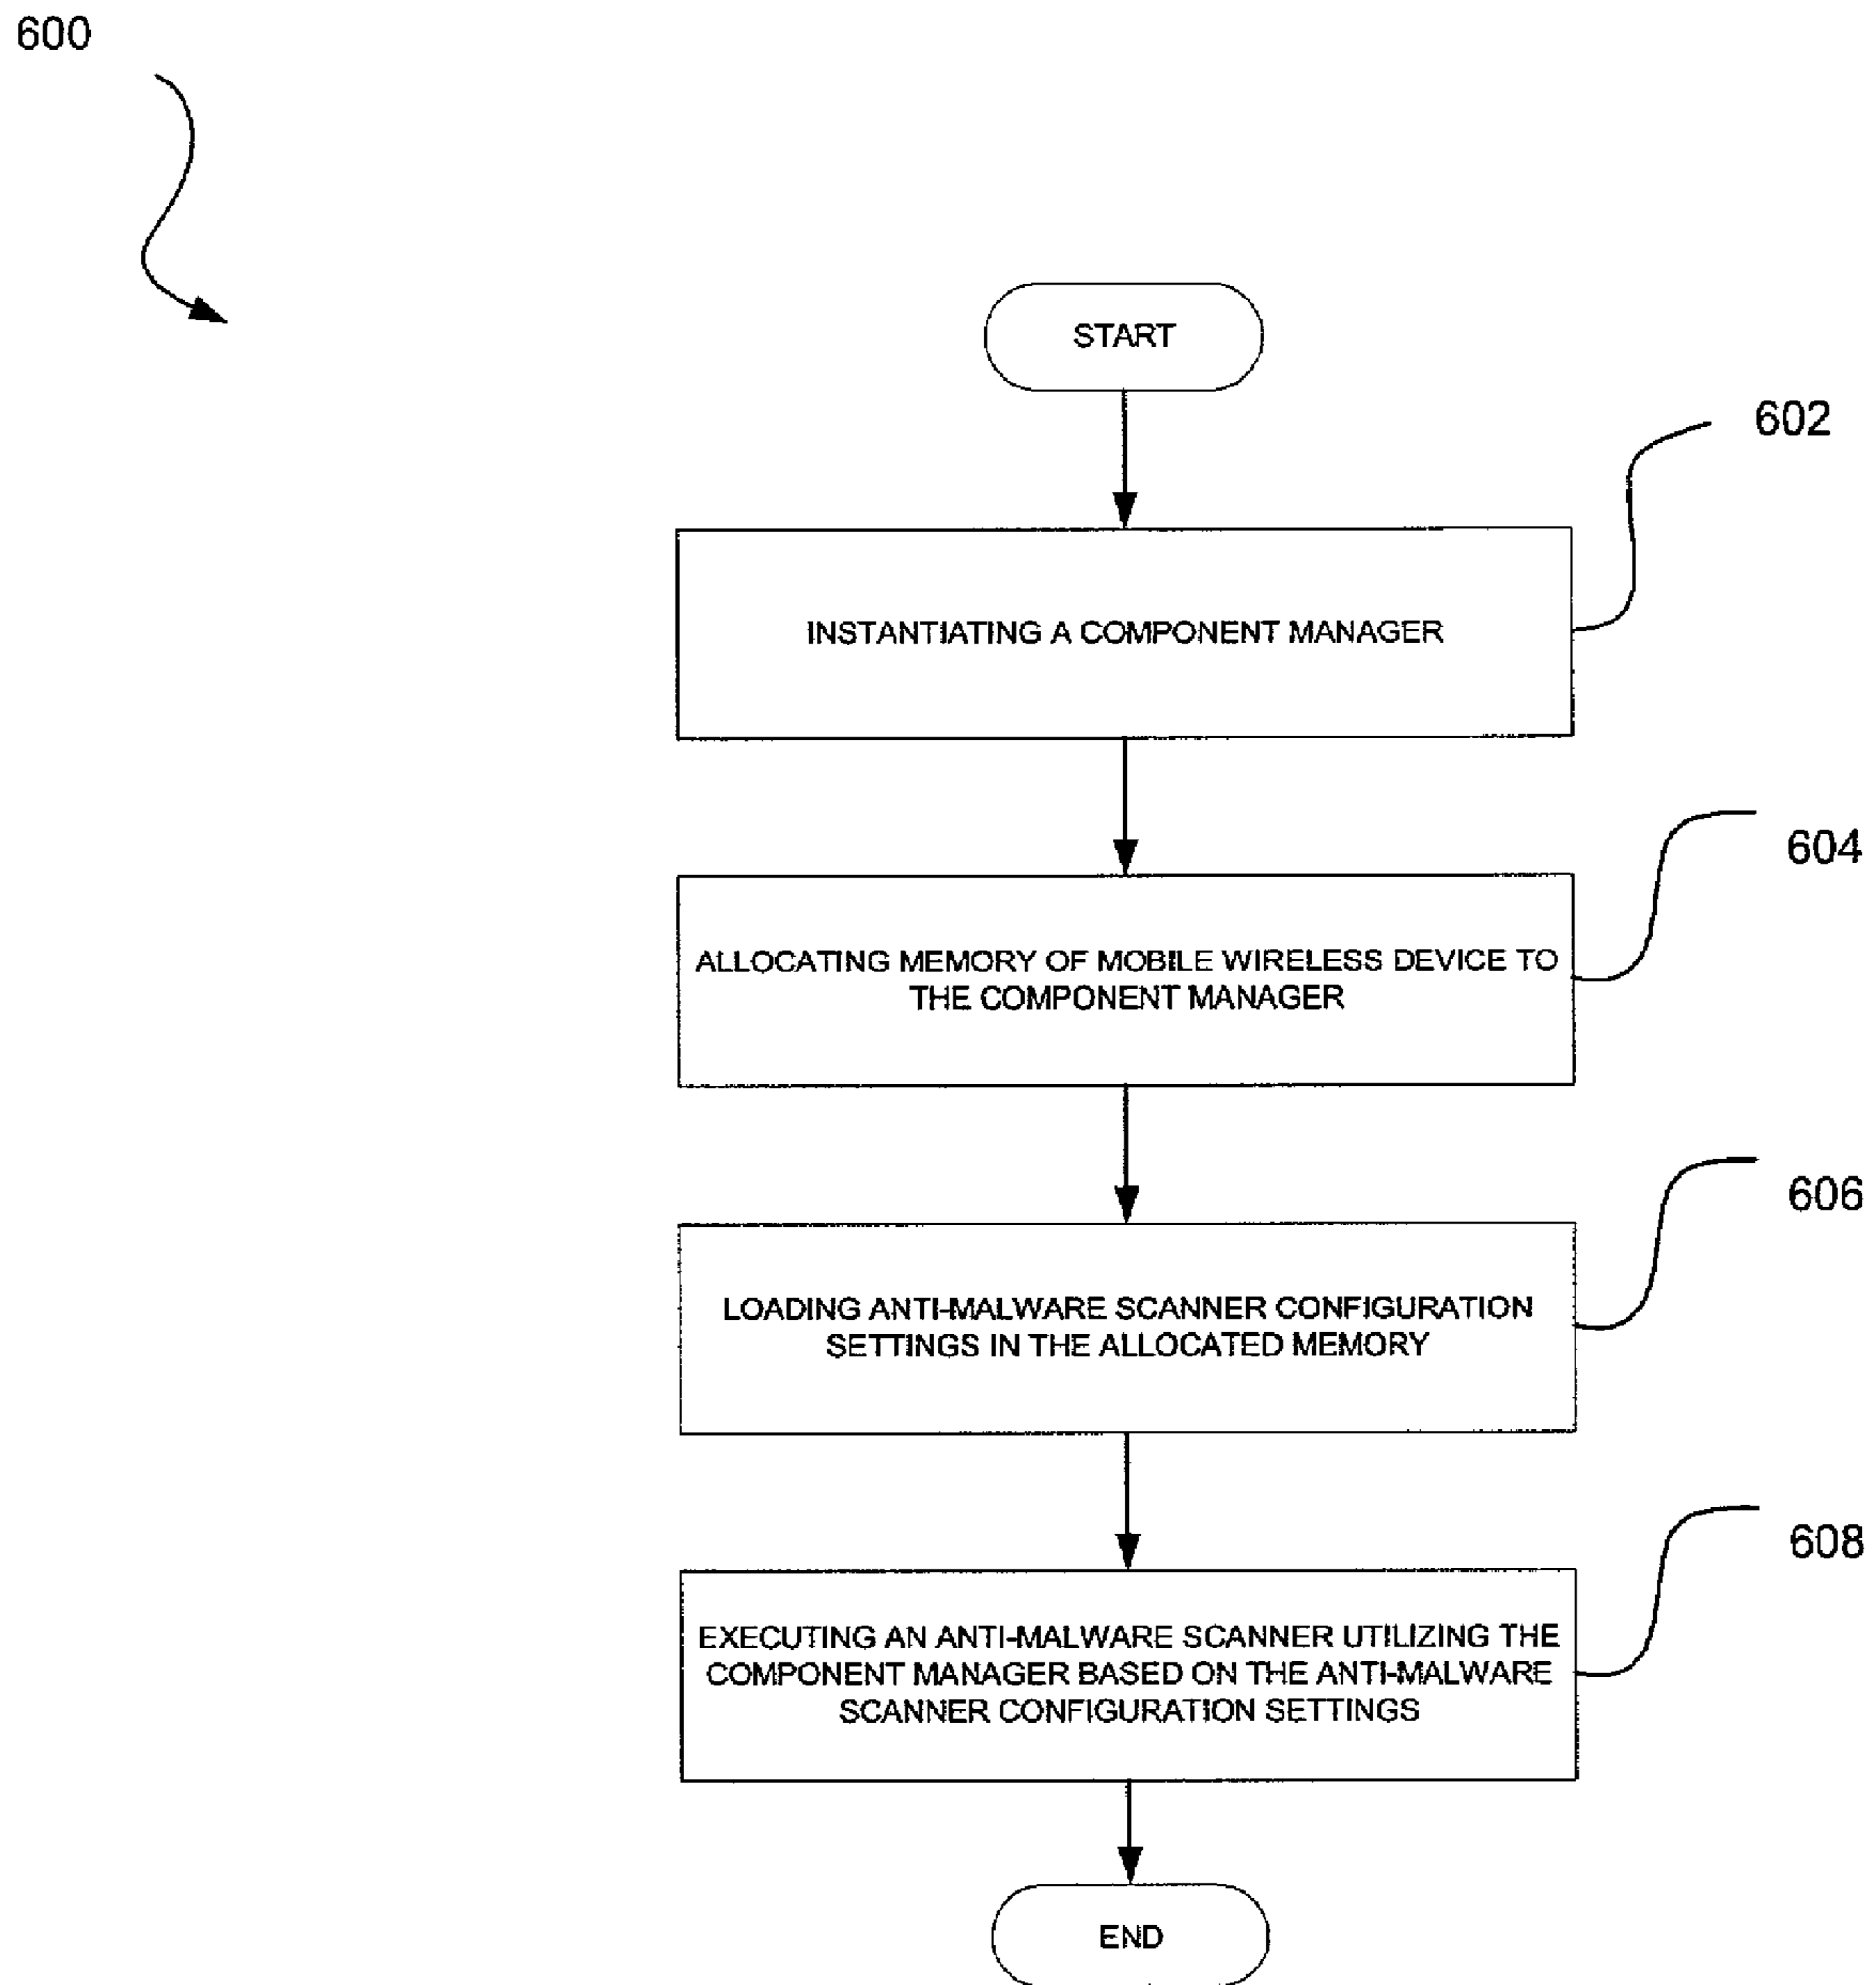 600
START
602
INSTANTIATING A COMPONENT MANAGER
604
ALLOCATING MEMORY OF MOBILE WIRELESS DEVICE TO
THE COMPONENT MANAGER
606
LOADING ANTI-MALWARE SCANNER CONFIGURATION
SETTINGS IN THE ALLOCATED MEMORY
608
EXECUTING AN ANTI-MALWARE SCANNER UTILIZING THE
COMPONENT MANAGER BASED ON THE ANTI-MALWARE
SCANNER CONFIGURATION SETTINGS
END